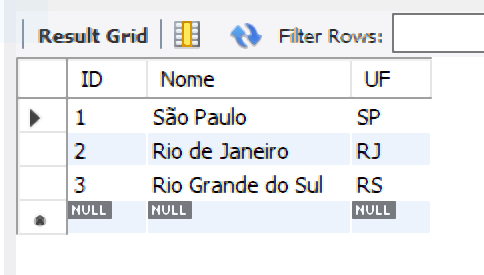 Result Grid Filter Rows:
ID Nome UF
1 São Paulo SP
2 Rio de Janeiro RJ
3 Rio Grande do Sul RS
NULL NULL NULL